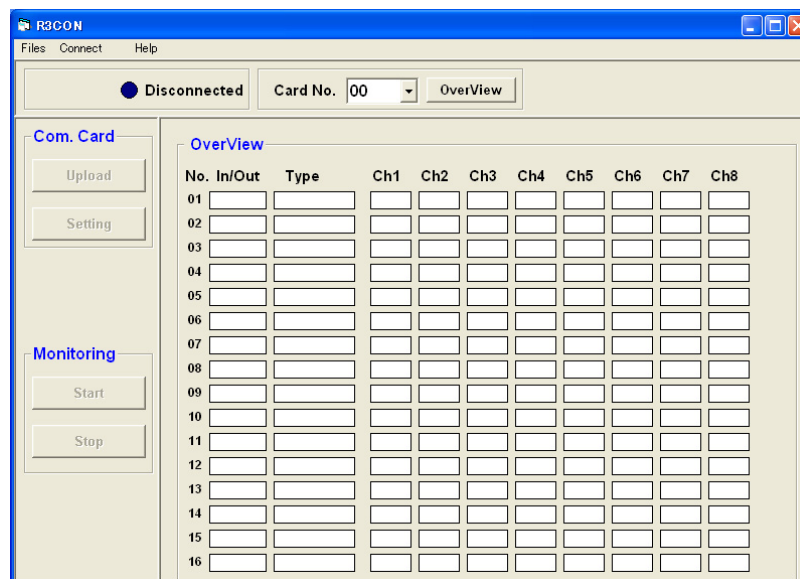 R3CON
Files Connect Help
Disconnected Card No. 00 OverView
Com. Card
Upload
Setting
Monitoring
Start
Stop
OverView
No. In/Out Type Ch1 Ch2 Ch3 Ch4 Ch5 Ch6 Ch7 Ch8
01
02
03
04
05
06
07
08
09
10
11
12
13
14
15
16